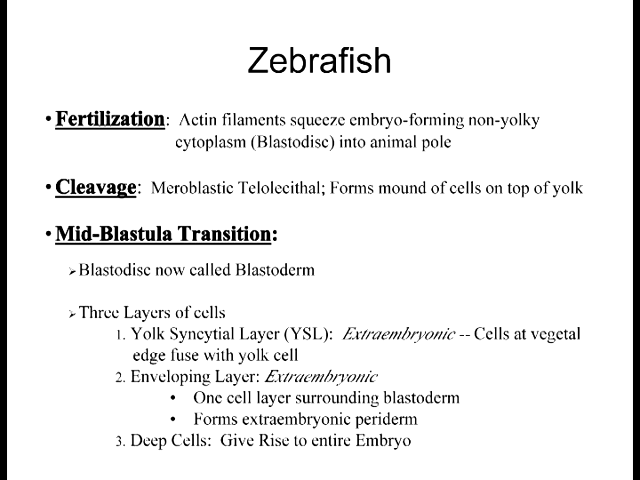 Zebrafish
• Fertilization: Actin filaments squeeze embryo-forming non-yolky
cytoplasm (Blastodisc) into animal pole
• Cleavage: Meroblastic Telolecithal; Forms mound of cells on top of yolk
• Mid-Blastula Transition:
➢ Blastodisc now called Blastoderm
➢ Three Layers of cells
1. Yolk Syncytial Layer (YSL): Extraembryonic -- Cells at vegetal
edge fuse with yolk cell
2. Enveloping Layer: Extraembryonic
• One cell layer surrounding blastoderm
• Forms extraembryonic periderm
3. Deep Cells: Give Rise to entire Embryo